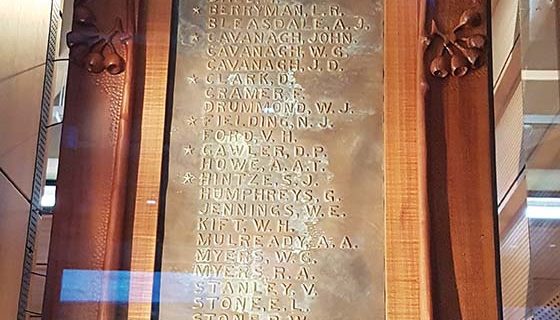 * BERRYMAN, L.R.
BLEASDALE, A.J.
* CAVANAGH, JOHN
CAVANAGH, W.G.
CAVANAGH, J.D.
* CLARK, D.
CRAMER, F.
DRUMMOND, W.J.
* FIELDING, N.J.
FORD, V.H.
* GAWLER, D.P.
HOWE, A.A.T.
* HINTZE, S.J.
HUMPHREYS, G.
JENNINGS, W.E.
KIFT, W.H.
MULREADY, A.A.
MYERS, W.G.
MYERS, R.A.
STANLEY, V.
STONE, E.L.
STONE, R.W.